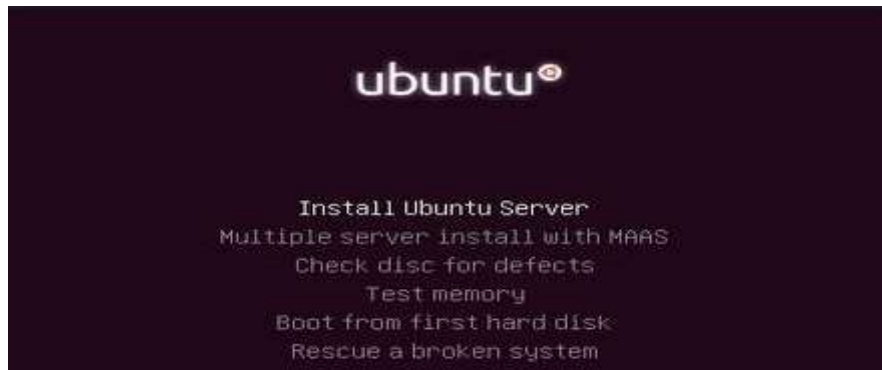 ubuntu
Install Ubuntu Server
Multiple server install with MAAS
Check disc for defects
Test memory
Boot from first hard disk
Rescue a broken system